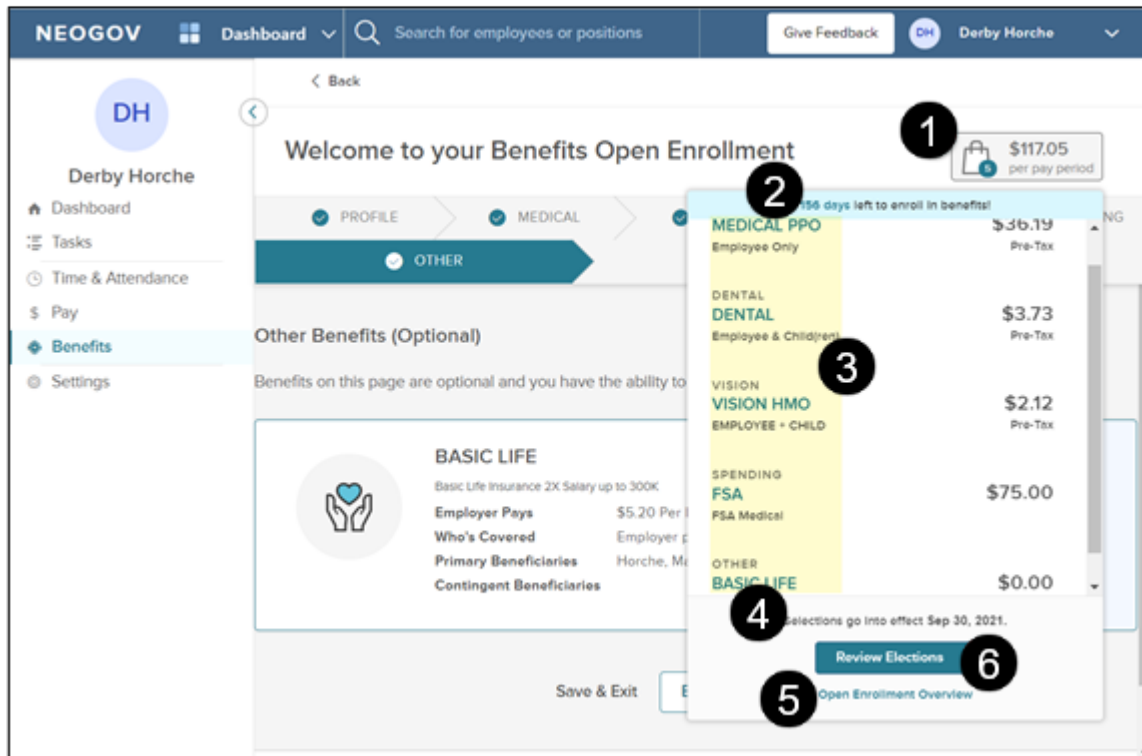 NEOGOV Dashboard Search for employees or positions Give Feedback DH Derby Horche
DH
Derby Horche
Dashboard
Tasks
Time & Attendance
$ Pay
Benefits
Settings
Back
Welcome to your Benefits Open Enrollment
1
$117.05
5 per pay period
PROFILE MEDICAL
OTHER
2
156 days left to enroll in benefits!
MEDICAL PPO $36.19
Employee Only Pre-Tax
DENTAL
DENTAL $3.73
Employee & Child(ren) Pre-Tax
3
VISION
VISION HMO $2.12
EMPLOYEE + CHILD Pre-Tax
SPENDING
FSA $75.00
FSA Medical
OTHER
BASIC LIFE $0.00
4
Selections go into effect Sep 30, 2021.
Review Elections 6
5 Open Enrollment Overview
Other Benefits (Optional)
Benefits on this page are optional and you have the ability to
BASIC LIFE
Basic Life Insurance 2X Salary up to 300K
Employer Pays $5.20 Per
Who's Covered Employer
Primary Beneficiaries Horche,
Contingent Beneficiaries
Save & Exit